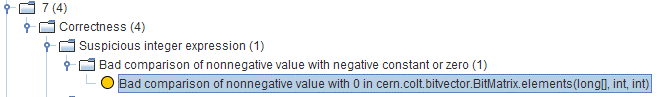 7 (4)
Correctness (4)
Suspicious integer expression (1)
Bad comparison of nonnegative value with negative constant or zero (1)
Bad comparison of nonnegative value with 0 in cern.colt.bitvector.BitMatrix.elements(long[], int, int)